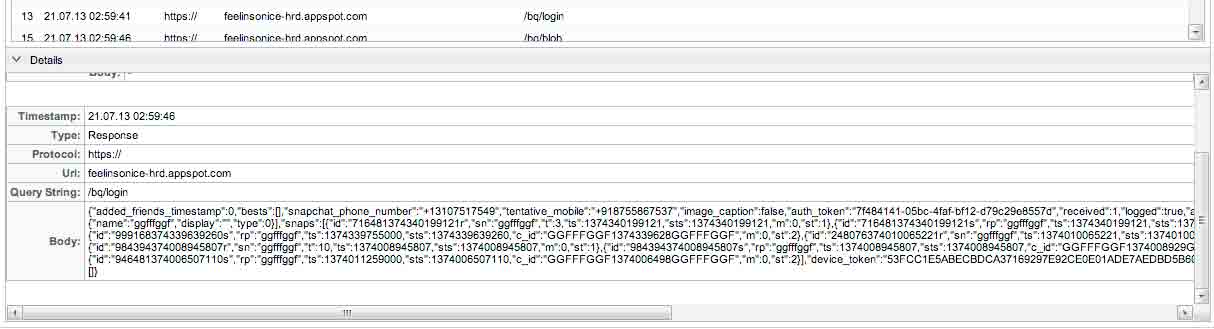 13 21.07.13 02:59:41 https:// feelinsonice-hrd.appspot.com /bq/login
15 21.07.13 02:59:46 https:// feelinsonice-hrd.appspot.com /bq/blob
Details
Body: -
Timestamp: 21.07.13 02:59:46
Type: Response
Protocol: https://
Url: feelinsonice-hrd.appspot.com
Query String: /bq/login
Body:
{"added_friends_timestamp":0,"bests":[],"snapchat_phone_number":"+13107517549","tentative_mobile":"+918755867537","image_caption":false,"auth_token":"7f484141-05bc-4faf-bf12-d79c29e8557d","received":1,"logged":true,"a
{"name":"ggfffggf","display":"","type":0}],"snaps":[{"id":"716481374340199121r","sn":"ggfffggf","t":3,"ts":1374340199121,"sts":1374340199121,"m":0,"st":1},{"id":"716481374340199121s","rp":"ggfffggf","ts":1374340199121,"sts":137
{"id":"999168374339639260s","rp":"ggfffggf","ts":1374339755000,"sts":1374339639260,"c_id":"GGFFFGGF1374339628GGFFFGGF","m":0,"st":2},{"id":"248076374010065221r","sn":"ggfffggf","ts":1374010065221,"sts":13740100
{"id":"984394374008945807r","sn":"ggfffggf","t":10,"ts":1374008945807,"sts":1374008945807,"m":0,"st":1},{"id":"984394374008945807s","rp":"ggfffggf","ts":1374008945807,"sts":1374008945807,"c_id":"GGFFFGGF1374008929G
{"id":"946481374006507110s","rp":"ggfffggf","ts":1374011259000,"sts":1374006507110,"c_id":"GGFFFGGF1374006498GGFFFGGF","m":0,"st":2}],"device_token":"53FCC1E5ABECBDCA37169297E92CE0E01ADE7AEDBD5B60
[]}